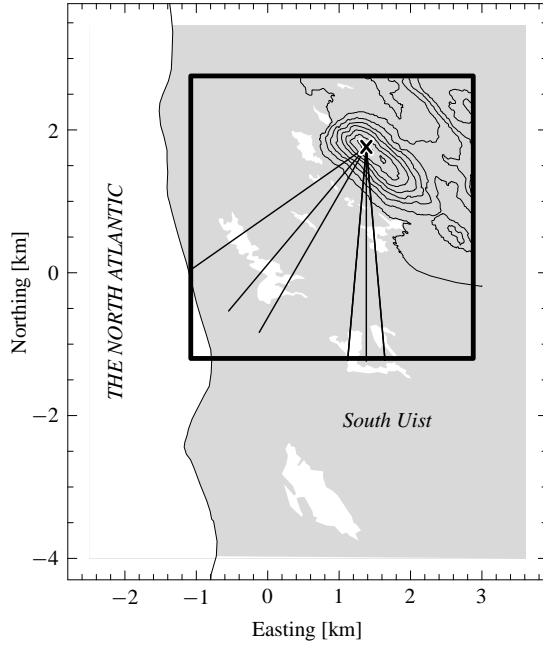 2
0
−2
−4
Northing [km]
THE NORTH ATLANTIC
South Uist
−2 −1 0 1 2 3
Easting [km]